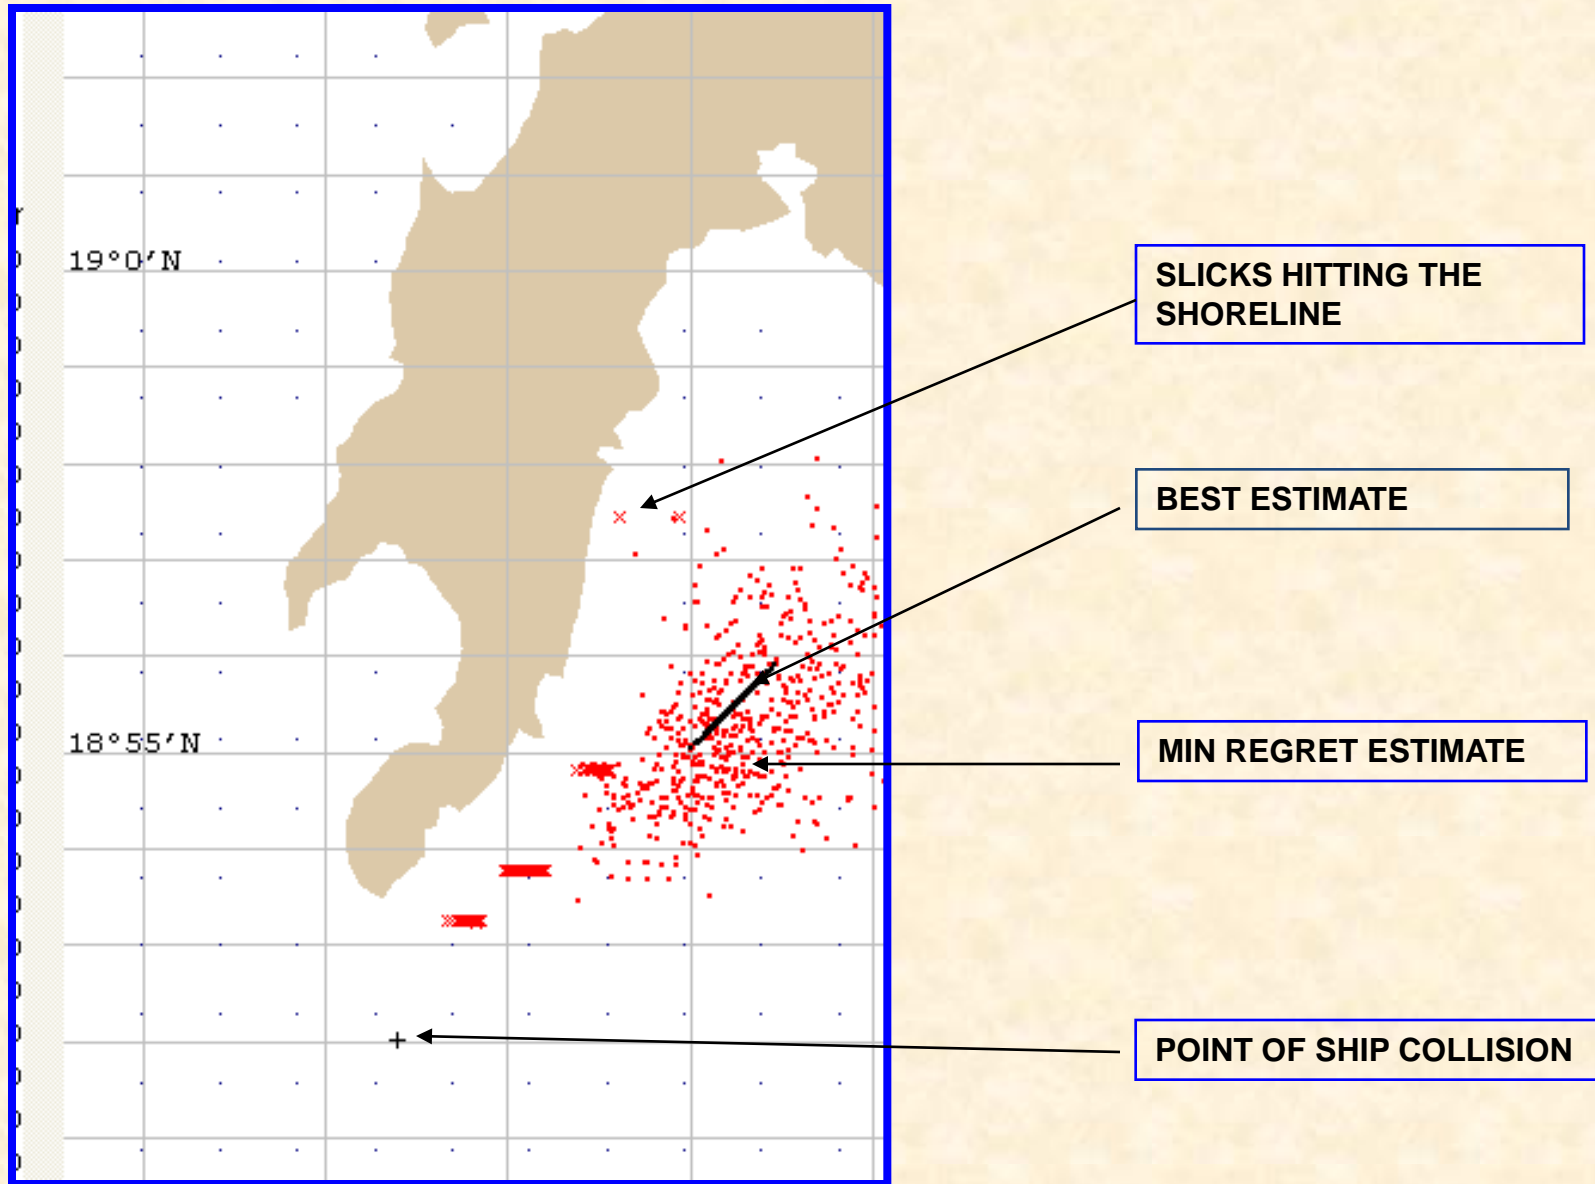 19°0'N
18°55'N
SLICKS HITTING THE
SHORELINE
BEST ESTIMATE
MIN REGRET ESTIMATE
POINT OF SHIP COLLISION